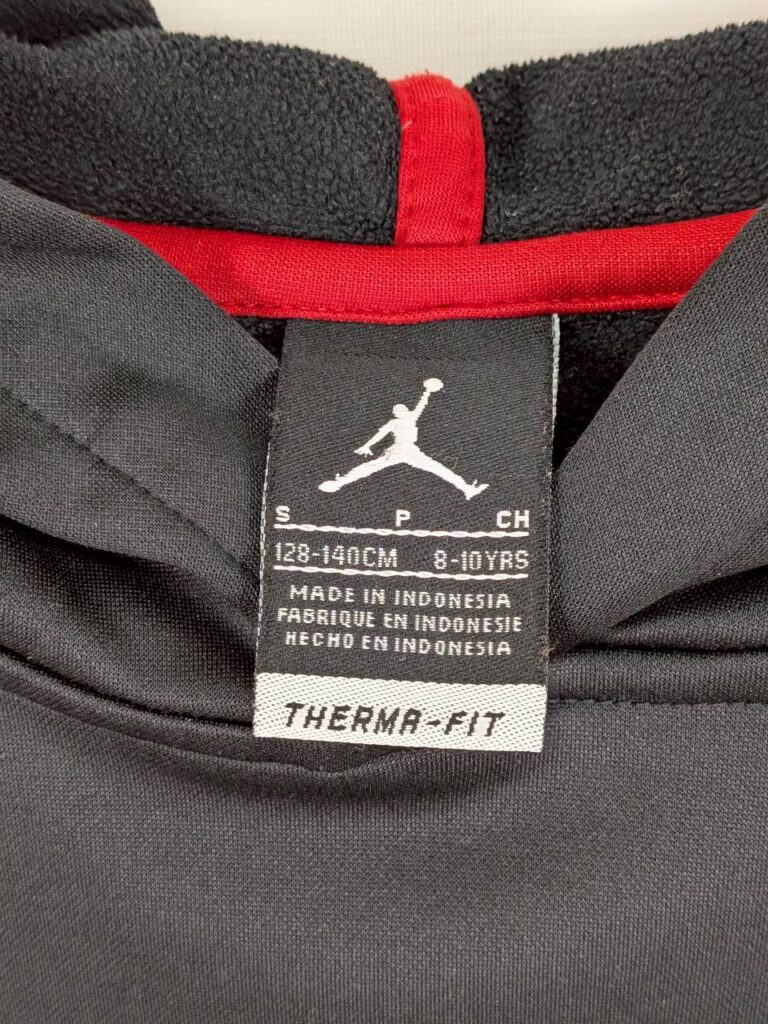 S P CH
128-140CM 8-10YRS
MADE IN INDONESIA
FABRIQUE EN INDONESIE
HECHO EN INDONESIA
THERMA-FIT